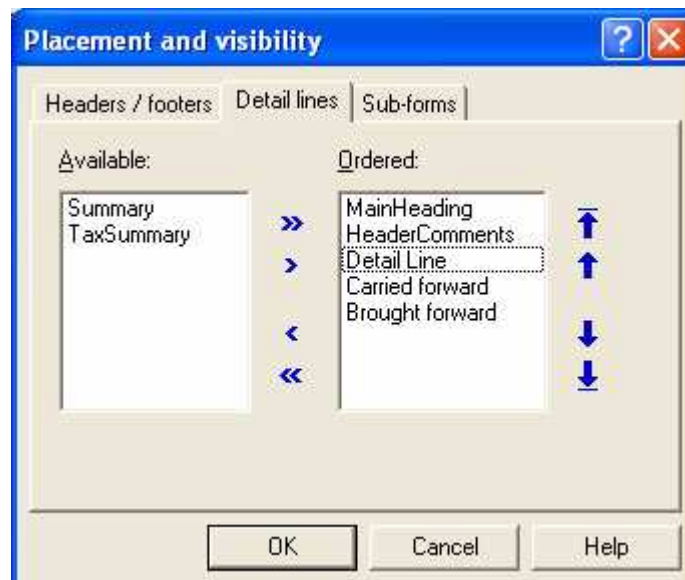 Placement and visibility
Headers / footers
Detail lines
Sub-forms
Available:
Summary
TaxSummary
Ordered:
MainHeading
HeaderComments
Detail Line
Carried forward
Brought forward
OK
Cancel
Help